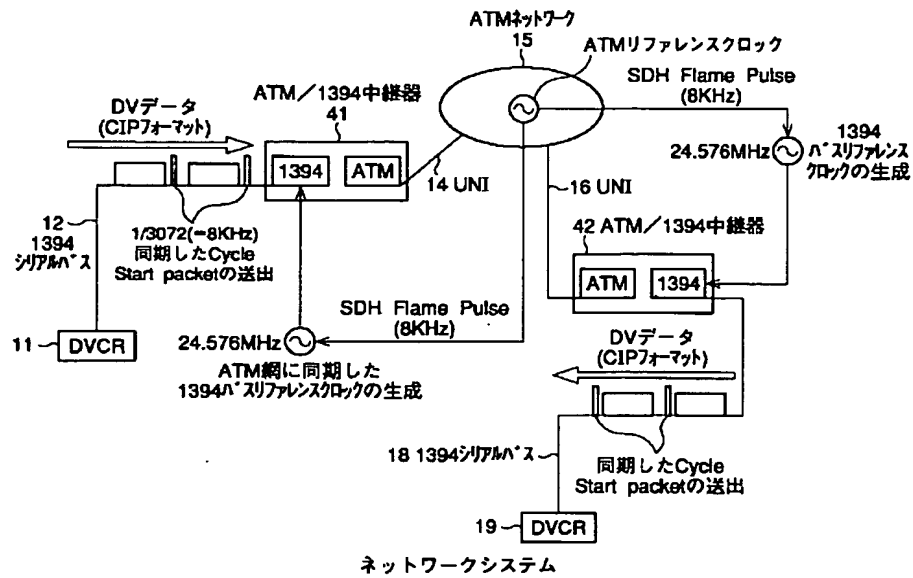 ATMネットワーク
15
ATMリファレンスクロック
SDH Flame Pulse
(8KHz)
ATM/1394中継器
41
DVデータ
(CIPフォーマット)
1394
ATM
14 UNI
24.576MHz
1394
バスリファレンス
クロックの生成
16 UNI
12
1394
シリアルバス
1/3072(=8KHz)
同期したCycle
Start packetの送出
42 ATM/1394中継器
ATM
1394
SDH Flame Pulse
(8KHz)
11
DVCR
24.576MHz
ATM網に同期した
1394バスリファレンスクロックの生成
DVデータ
(CIPフォーマット)
18 1394シリアルバス
同期したCycle
Start packetの送出
19
DVCR
ネットワークシステム